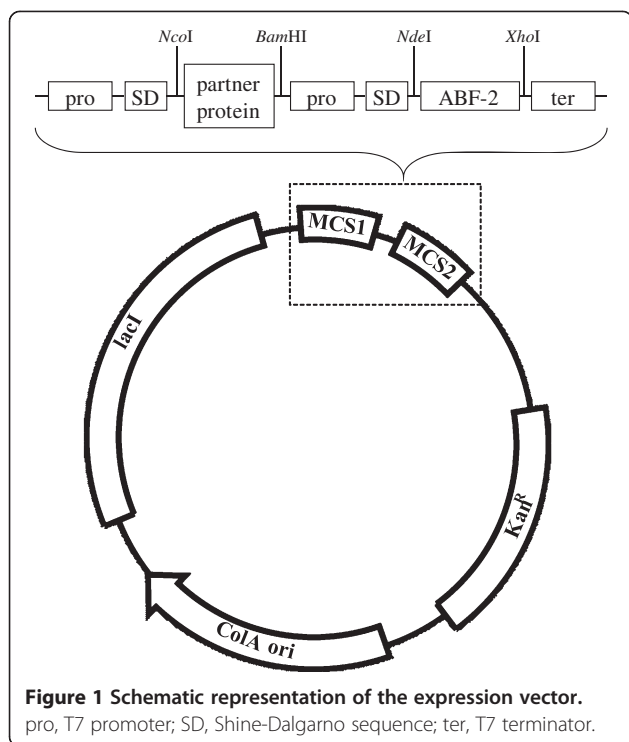 NcoI BamHI NdeI XhoI
pro SD partner protein pro SD ABF-2 ter
MCS1
MCS2
lacI
KanR
ColA ori
Figure 1 Schematic representation of the expression vector.
pro, T7 promoter; SD, Shine-Dalgarno sequence; ter, T7 terminator.